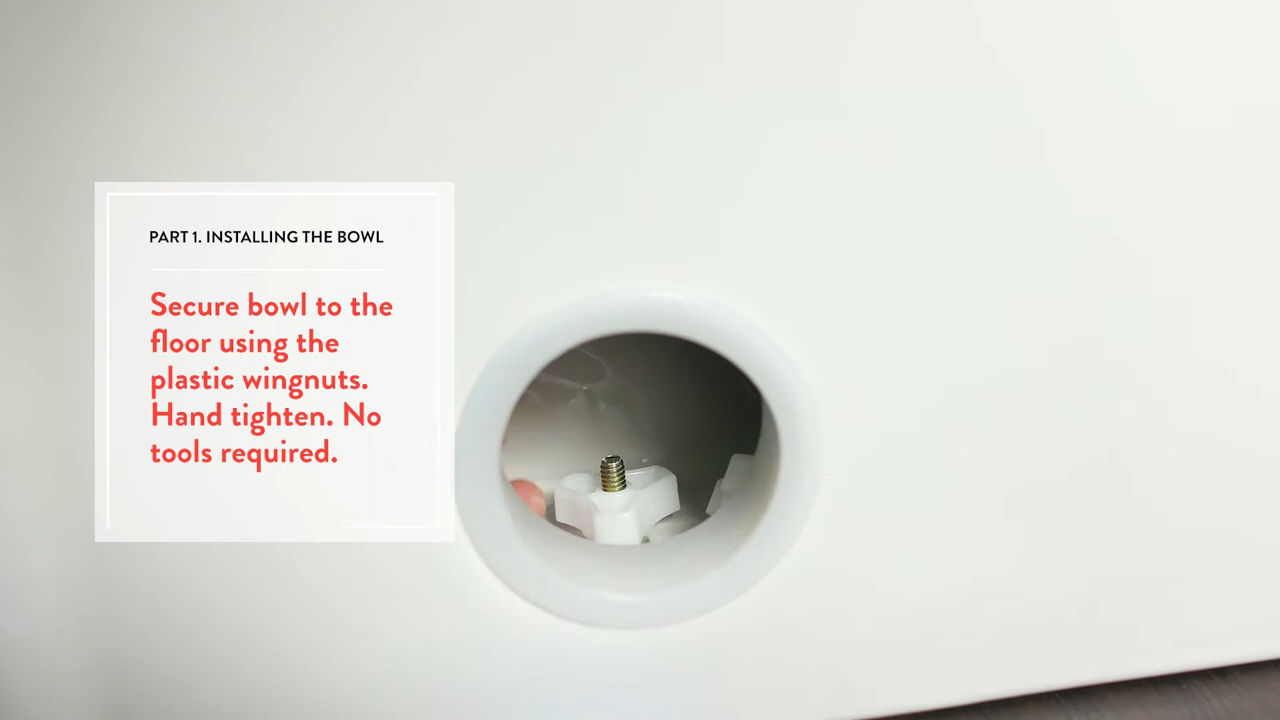 PART 1. INSTALLING THE BOWL
Secure bowl to the
floor using the
plastic wingnuts.
Hand tighten. No
tools required.